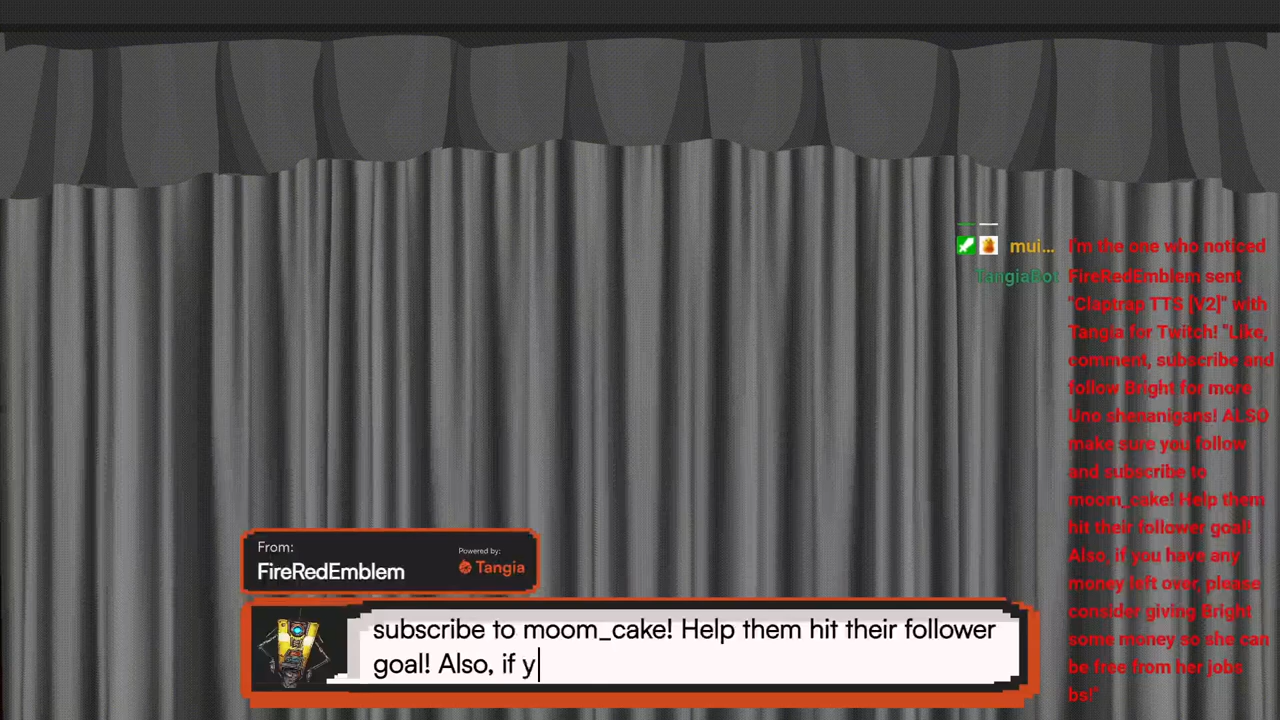 mui... I'm the one who noticed
TangiaBot FireRedEmblem sent
"Claptrap TTS [V2]" with
Tangia for Twitch! "Like,
comment, subscribe and
follow Bright for more
Uno shenanigans! ALSO
make sure you follow
and subscribe to
moom_cake! Help them
hit their follower goal!
Also, if you have any
money left over, please
consider giving Bright
some money so she can
be free from her jobs
bs!"
From:
FireRedEmblem
Powered by:
Tangia
subscribe to moom_cake! Help them hit their follower
goal! Also, if y